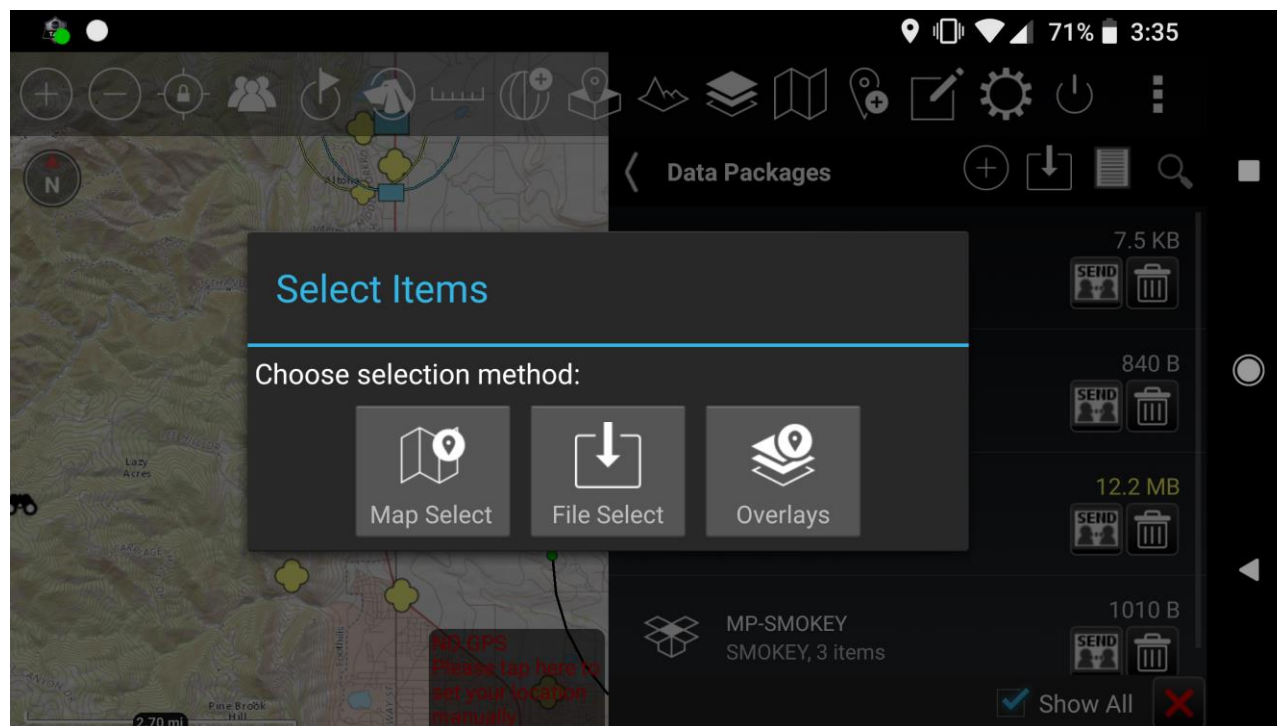 71% 3:35
N
Data Packages
Altona
7.5 KB
SEND
Select Items
Choose selection method:
840 B
SEND
Map Select
File Select
Overlays
Lazy
Acres
12.2 MB
SEND
MP-SMOKEY
SMOKEY, 3 items
1010 B
SEND
NO GPS
Please tap here to
set your location
manually
Pine Brook
Hill
2.70 mi
Show All